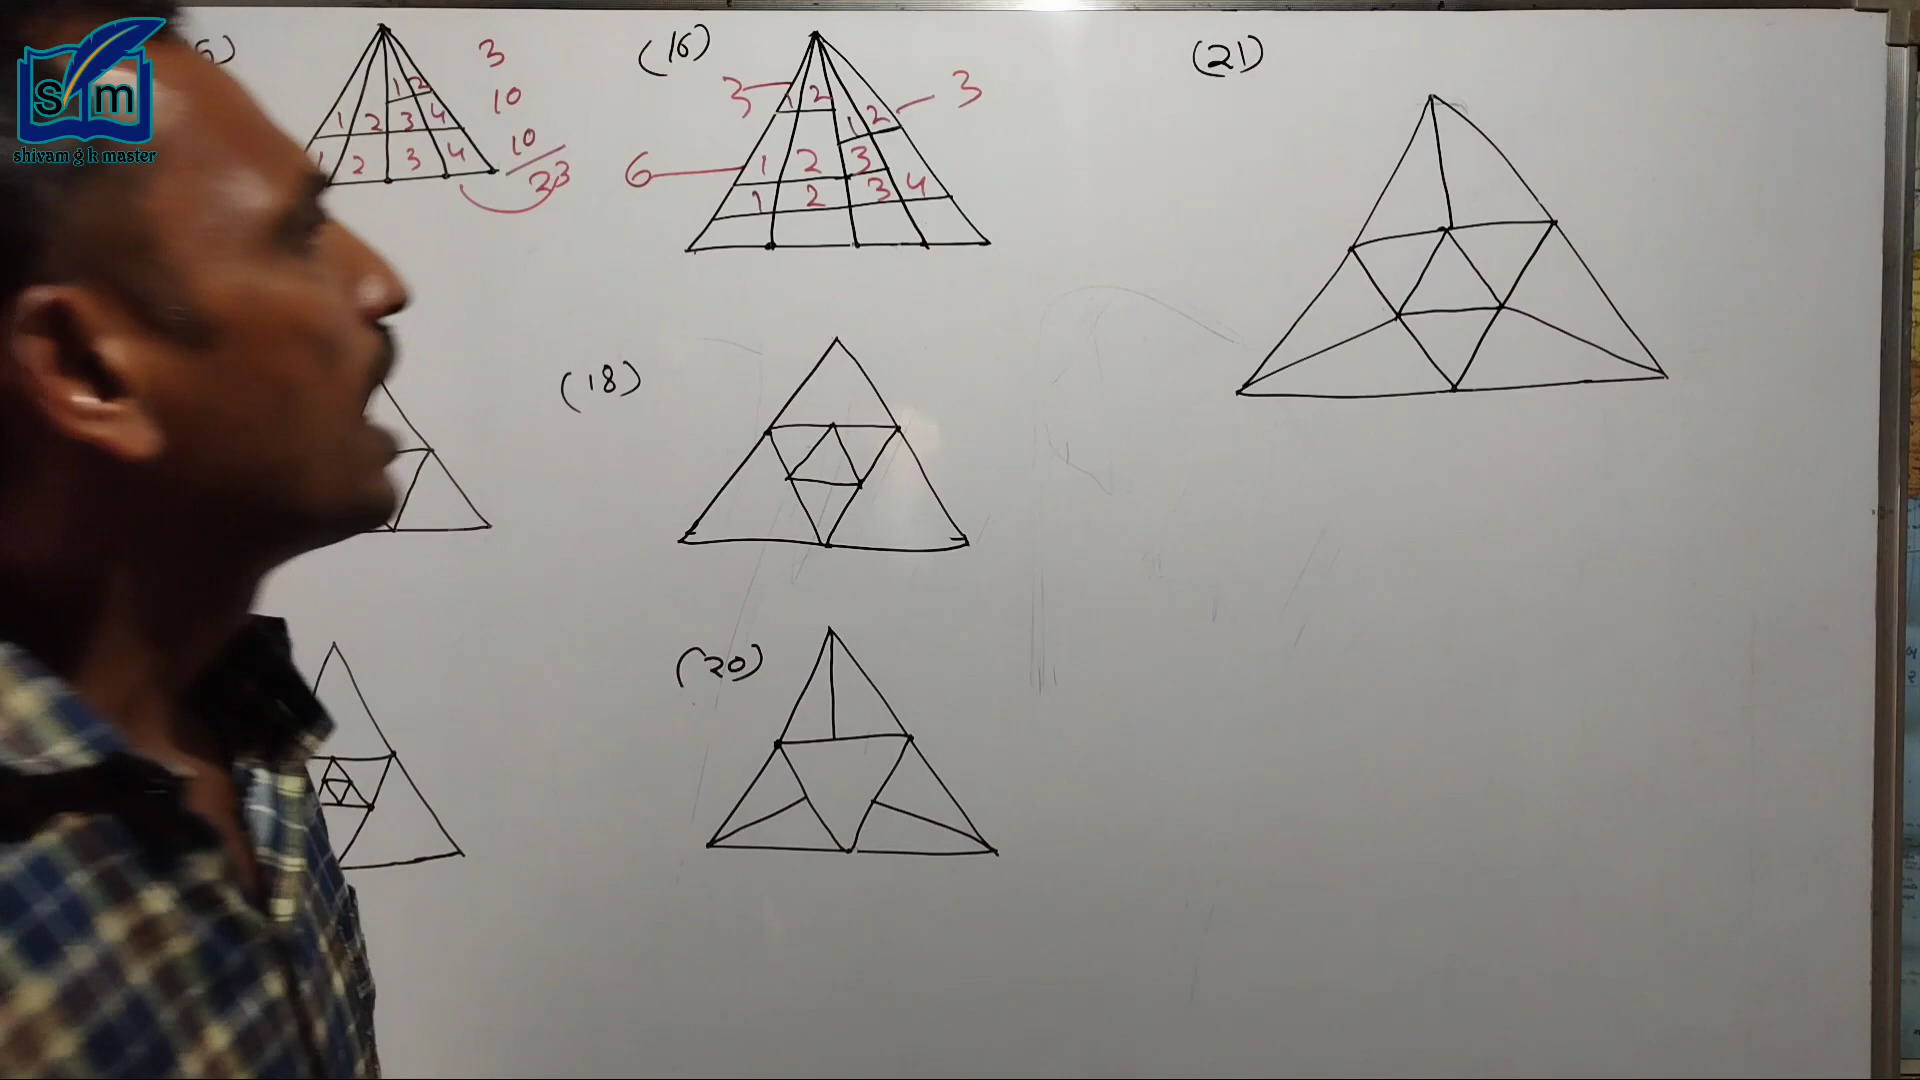 S m
shivam g k master
3
10
10
23
1 2
1 2 3 4
2 3 4
(16)
3
1 2
1 2
3
6
1 2 3
1 2 3 4
(18)
(20)
(21)